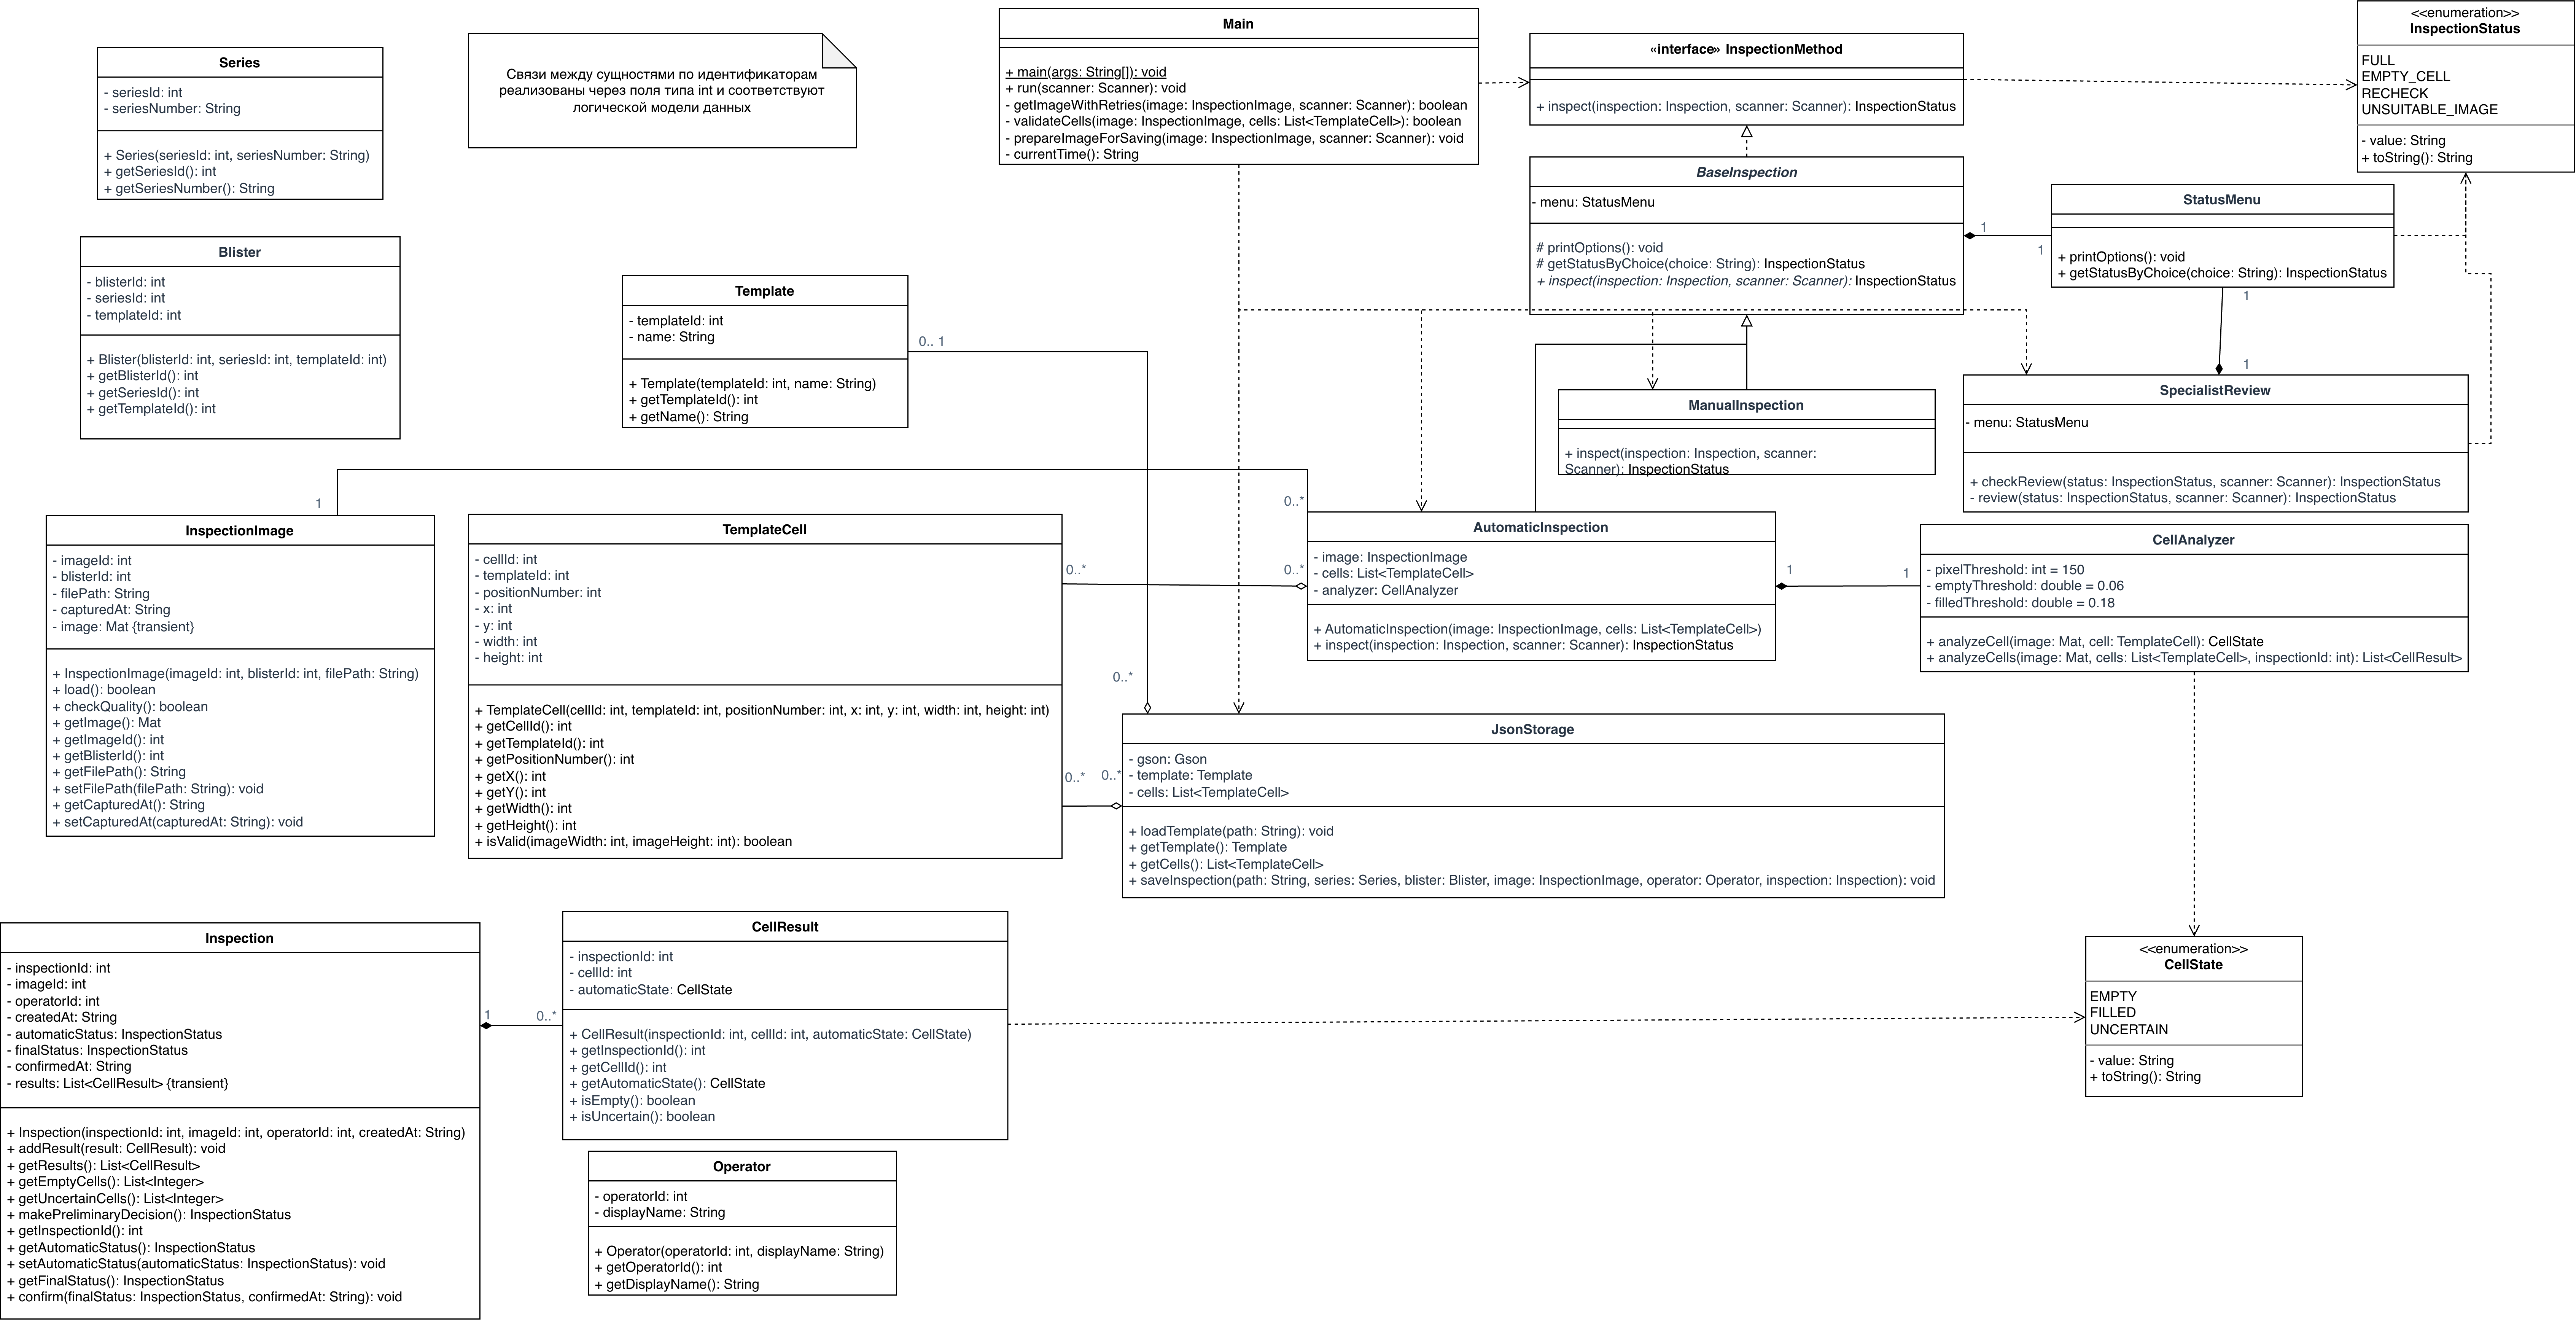 Series
- seriesId: int
- seriesNumber: String
+ Series(seriesId: int, seriesNumber: String)
+ getSeriesId(): int
+ getSeriesNumber(): String
Связи между сущностями по идентификаторам
реализованы через поля типа int и соответствуют
логической модели данных
Main
+ main(args: String[]): void
+ run(scanner: Scanner): void
- getImageWithRetries(image: InspectionImage, scanner: Scanner): boolean
- validateCells(image: InspectionImage, cells: List<TemplateCell>): boolean
- prepareImageForSaving(image: InspectionImage, scanner: Scanner): void
- currentTime(): String
«interface» InspectionMethod
+ inspect(inspection: Inspection, scanner: Scanner): InspectionStatus
<<enumeration>>
InspectionStatus
FULL
EMPTY_CELL
RECHECK
UNSUITABLE_IMAGE
- value: String
+ toString(): String
BaseInspection
- menu: StatusMenu
# printOptions(): void
# getStatusByChoice(choice: String): InspectionStatus
+ inspect(inspection: Inspection, scanner: Scanner): InspectionStatus
1
1
StatusMenu
+ printOptions(): void
+ getStatusByChoice(choice: String): InspectionStatus
1
1
Blister
- blisterId: int
- seriesId: int
- templateId: int
+ Blister(blisterId: int, seriesId: int, templateId: int)
+ getBlisterId(): int
+ getSeriesId(): int
+ getTemplateId(): int
Template
- templateId: int
- name: String
+ Template(templateId: int, name: String)
+ getTemplateId(): int
+ getName(): String
0.. 1
ManualInspection
+ inspect(inspection: Inspection, scanner:
Scanner): InspectionStatus
SpecialistReview
- menu: StatusMenu
+ checkReview(status: InspectionStatus, scanner: Scanner): InspectionStatus
- review(status: InspectionStatus, scanner: Scanner): InspectionStatus
1
0..*
InspectionImage
- imageId: int
- blisterId: int
- filePath: String
- capturedAt: String
- image: Mat {transient}
+ InspectionImage(imageId: int, blisterId: int, filePath: String)
+ load(): boolean
+ checkQuality(): boolean
+ getImage(): Mat
+ getImageId(): int
+ getBlisterId(): int
+ getFilePath(): String
+ setFilePath(filePath: String): void
+ getCapturedAt(): String
+ setCapturedAt(capturedAt: String): void
TemplateCell
- cellId: int
- templateId: int
- positionNumber: int
- x: int
- y: int
- width: int
- height: int
+ TemplateCell(cellId: int, templateId: int, positionNumber: int, x: int, y: int, width: int, height: int)
+ getCellId(): int
+ getTemplateId(): int
+ getPositionNumber(): int
+ getX(): int
+ getY(): int
+ getWidth(): int
+ getHeight(): int
+ isValid(imageWidth: int, imageHeight: int): boolean
0..*
0..*
AutomaticInspection
- image: InspectionImage
- cells: List<TemplateCell>
- analyzer: CellAnalyzer
+ AutomaticInspection(image: InspectionImage, cells: List<TemplateCell>)
+ inspect(inspection: Inspection, scanner: Scanner): InspectionStatus
1
1
CellAnalyzer
- pixelThreshold: int = 150
- emptyThreshold: double = 0.06
- filledThreshold: double = 0.18
+ analyzeCell(image: Mat, cell: TemplateCell): CellState
+ analyzeCells(image: Mat, cells: List<TemplateCell>, inspectionId: int): List<CellResult>
0..*
0..*
0..*
JsonStorage
- gson: Gson
- template: Template
- cells: List<TemplateCell>
+ loadTemplate(path: String): void
+ getTemplate(): Template
+ getCells(): List<TemplateCell>
+ saveInspection(path: String, series: Series, blister: Blister, image: InspectionImage, operator: Operator, inspection: Inspection): void
Inspection
- inspectionId: int
- imageId: int
- operatorId: int
- createdAt: String
- automaticStatus: InspectionStatus
- finalStatus: InspectionStatus
- confirmedAt: String
- results: List<CellResult> {transient}
+ Inspection(inspectionId: int, imageId: int, operatorId: int, createdAt: String)
+ addResult(result: CellResult): void
+ getResults(): List<CellResult>
+ getEmptyCells(): List<Integer>
+ getUncertainCells(): List<Integer>
+ makePreliminaryDecision(): InspectionStatus
+ getInspectionId(): int
+ getAutomaticStatus(): InspectionStatus
+ setAutomaticStatus(automaticStatus: InspectionStatus): void
+ getFinalStatus(): InspectionStatus
+ confirm(finalStatus: InspectionStatus, confirmedAt: String): void
1
0..*
CellResult
- inspectionId: int
- cellId: int
- automaticState: CellState
+ CellResult(inspectionId: int, cellId: int, automaticState: CellState)
+ getInspectionId(): int
+ getCellId(): int
+ getAutomaticState(): CellState
+ isEmpty(): boolean
+ isUncertain(): boolean
<<enumeration>>
CellState
EMPTY
FILLED
UNCERTAIN
- value: String
+ toString(): String
Operator
- operatorId: int
- displayName: String
+ Operator(operatorId: int, displayName: String)
+ getOperatorId(): int
+ getDisplayName(): String